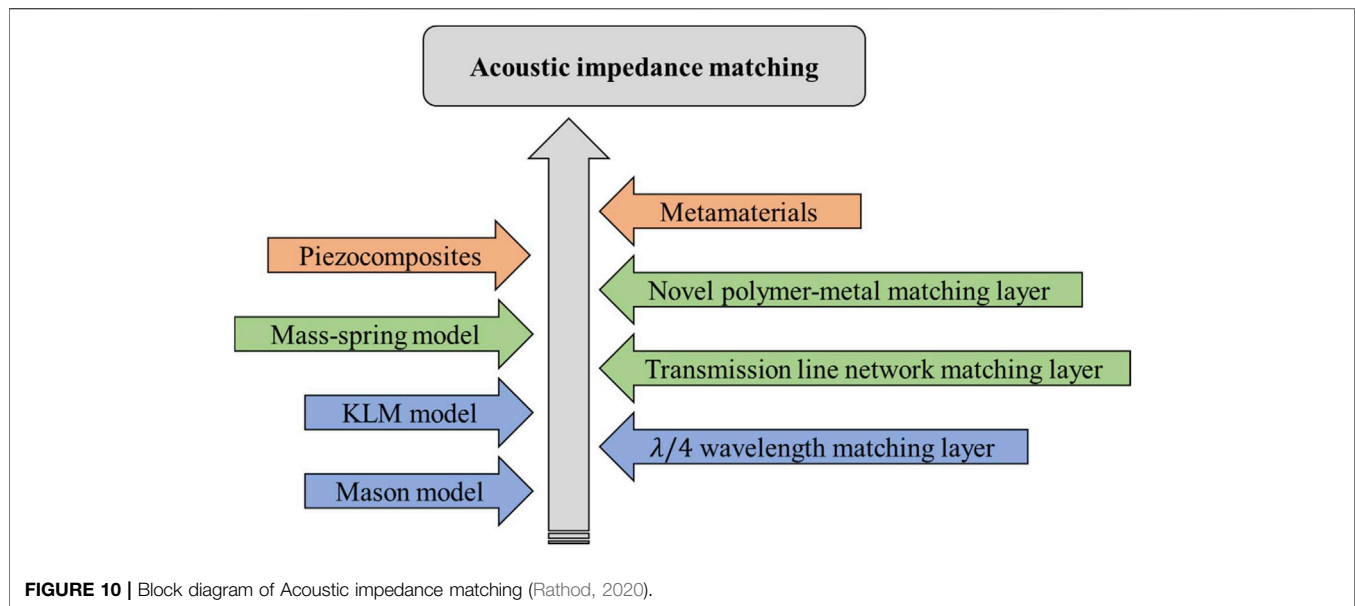 Acoustic impedance matching
Metamaterials
Piezocomposites
Novel polymer-metal matching layer
Mass-spring model
Transmission line network matching layer
KLM model
λ/4 wavelength matching layer
Mason model
FIGURE 10 | Block diagram of Acoustic impedance matching (Rathod, 2020).